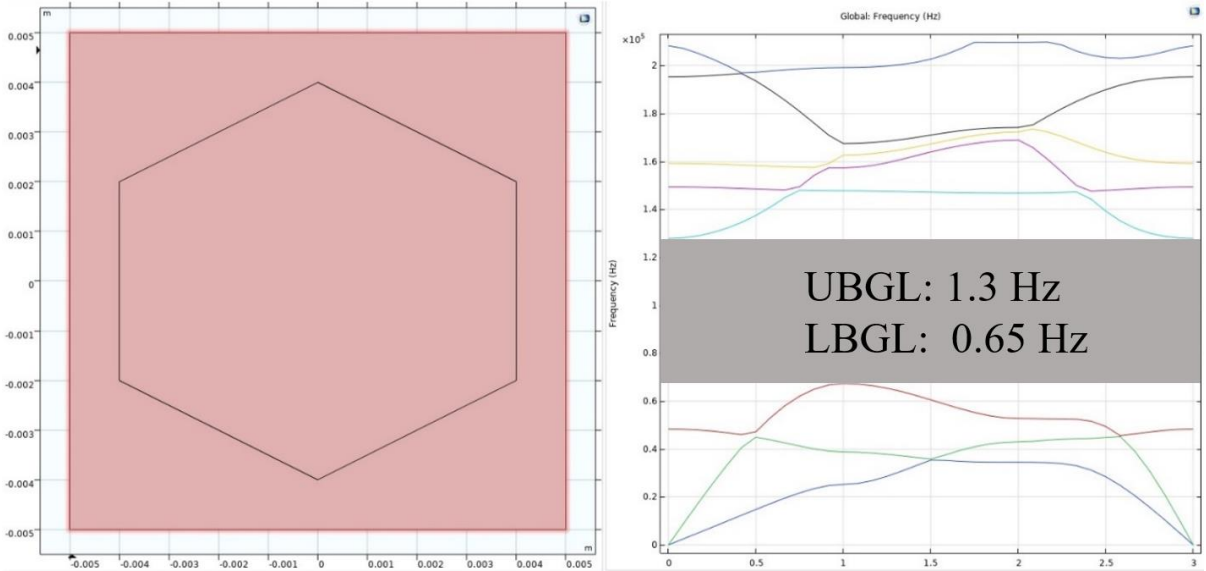 m
0.005
0.004
0.003
0.002
0.001
0
-0.001
-0.002
-0.003
-0.004
-0.005
m
-0.005 -0.004 -0.003 -0.002 -0.001 0 0.001 0.002 0.003 0.004 0.005
Global: Frequency (Hz)
×10⁵
2
1.8
1.6
1.4
1.2
1
0.8
0.6
0.4
0.2
0
Frequency (Hz)
UBGL: 1.3 Hz
LBGL: 0.65 Hz
0 0.5 1 1.5 2 2.5 3